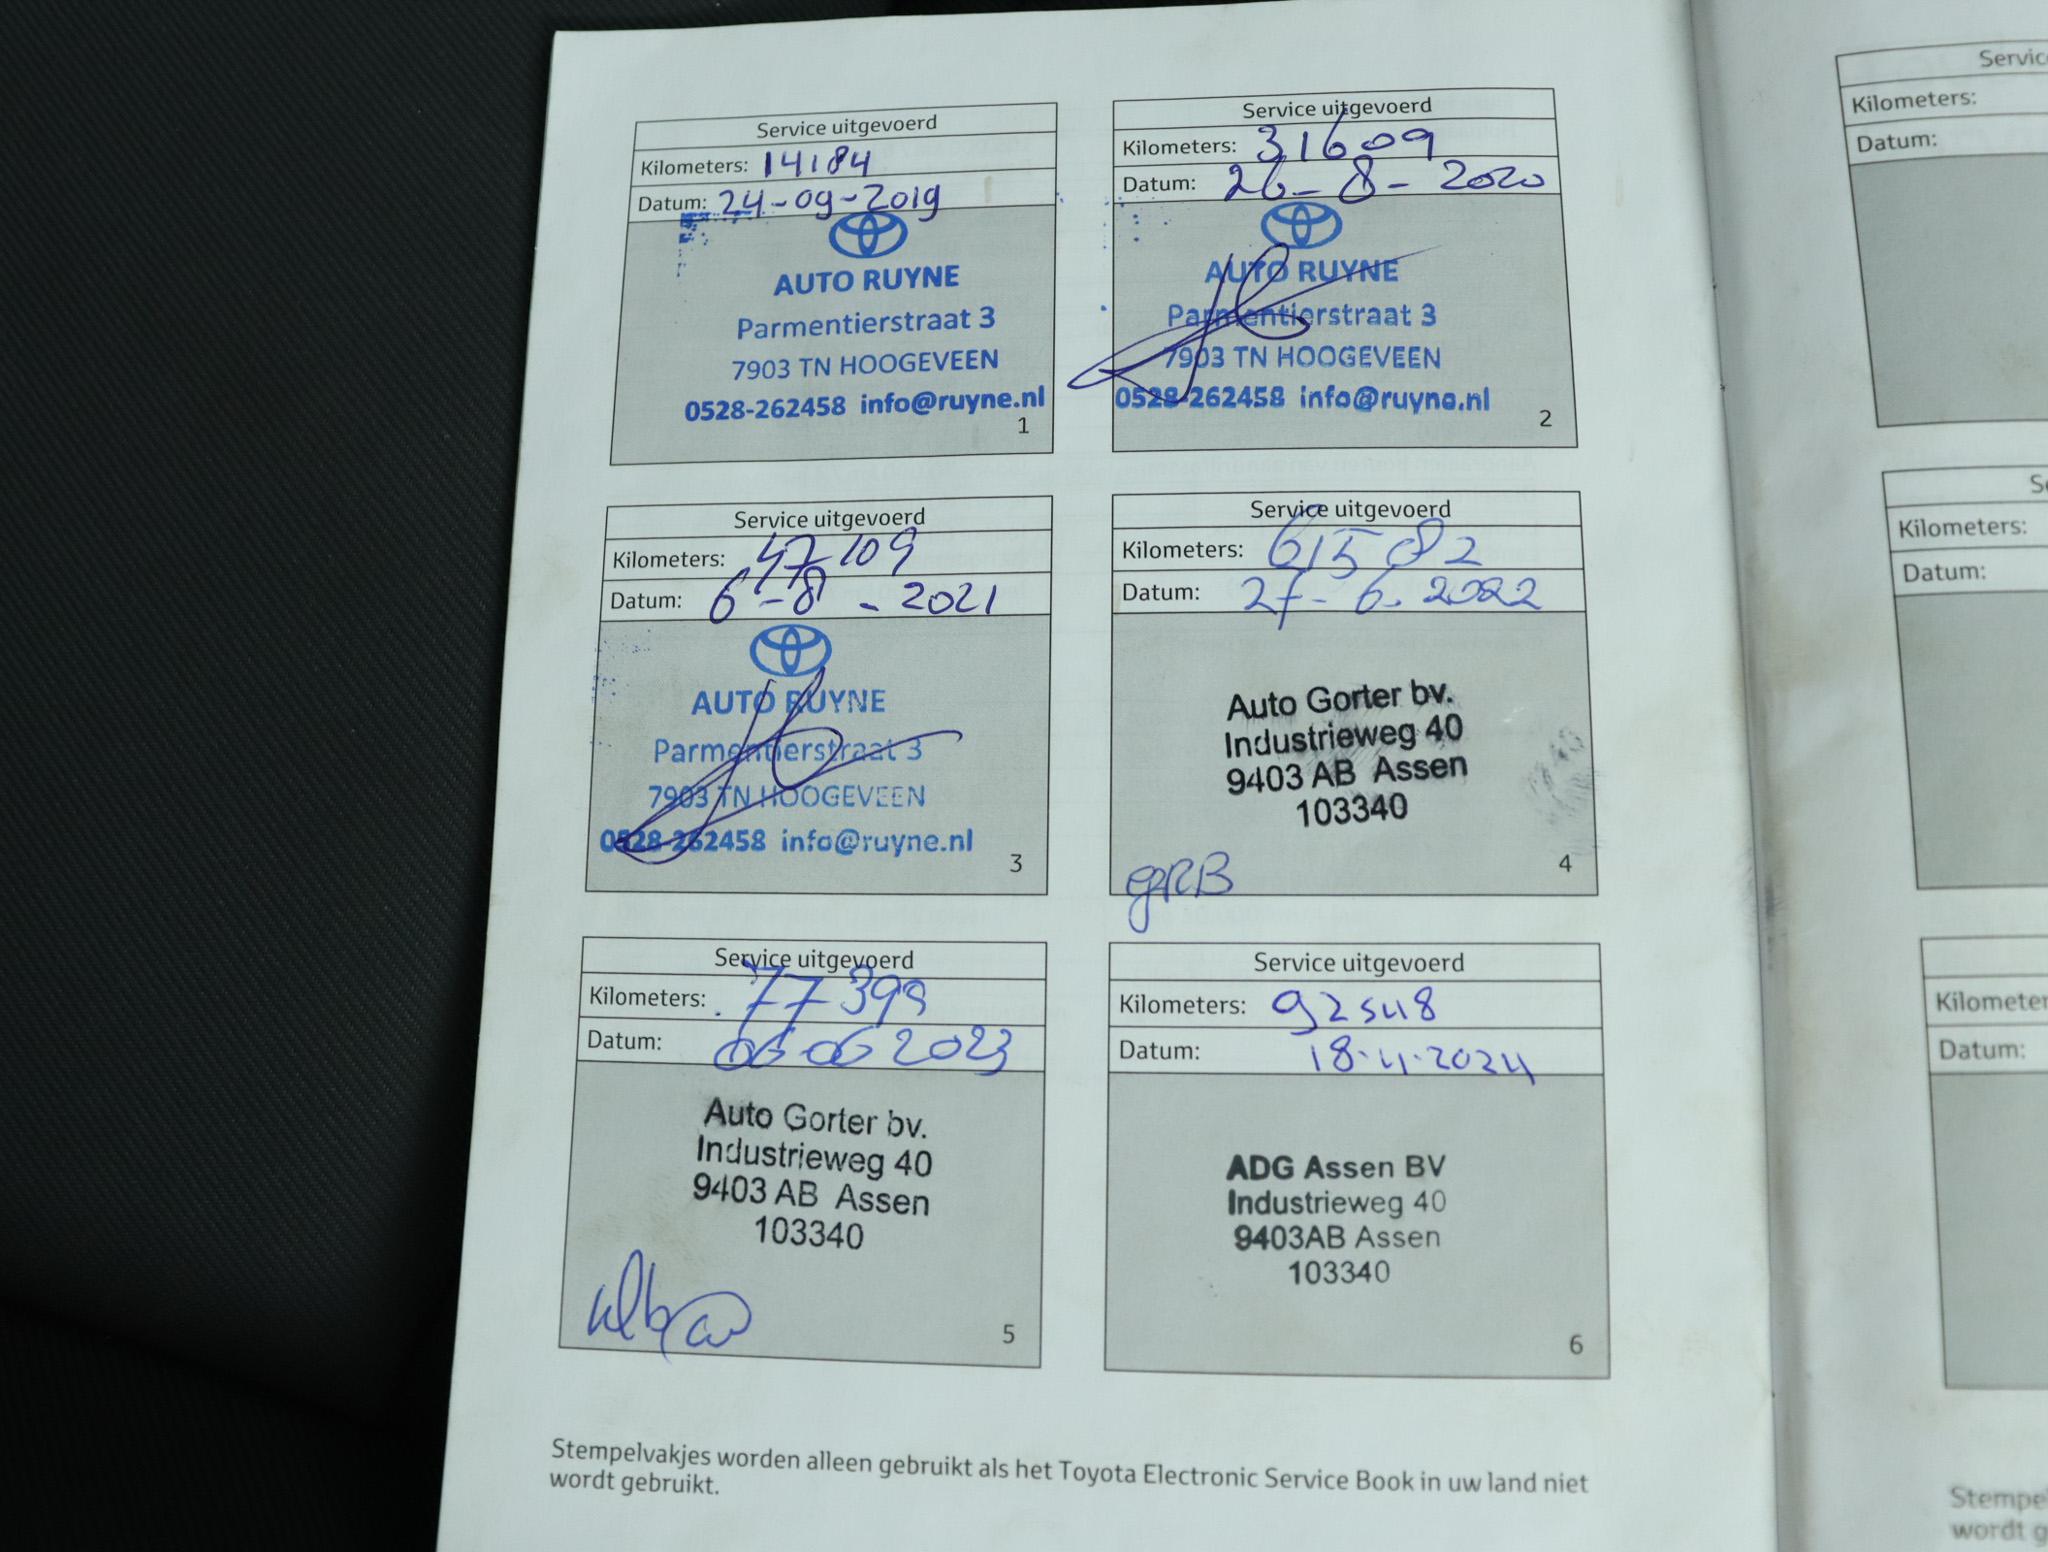 Service uitgevoerd
Kilometers: 14184
Datum: 24-09-2019
AUTO RUYNE
Parmentierstraat 3
7903 TN HOOGEVEEN
0528-262458 info@ruyne.nl
1
Service uitgevoerd
Kilometers: 31609
Datum: 26-8-2020
AUTO RUYNE
Parmentierstraat 3
7903 TN HOOGEVEEN
0528-262458 info@ruyne.nl
2
Service uitgevoerd
Kilometers: 47109
Datum: 6-8-2021
AUTO RUYNE
Parmentierstraat 3
7903 TN HOOGEVEEN
0528-262458 info@ruyne.nl
3
Service uitgevoerd
Kilometers: 61582
Datum: 27-6.2022
Auto Gorter bv.
Industrieweg 40
9403 AB Assen
103340
gRB
4
Service uitgevoerd
Kilometers: 77399
Datum: 06 06 2023
Auto Gorter bv.
Industrieweg 40
9403 AB Assen
103340
5
Service uitgevoerd
Kilometers: 92548
Datum: 18.4.2024
ADG Assen BV
Industrieweg 40
9403AB Assen
103340
6
Stempelvakjes worden alleen gebruikt als het Toyota Electronic Service Book in uw land niet
wordt gebruikt.
Kilometers:
Datum:
Kilometers:
Datum:
Datum: